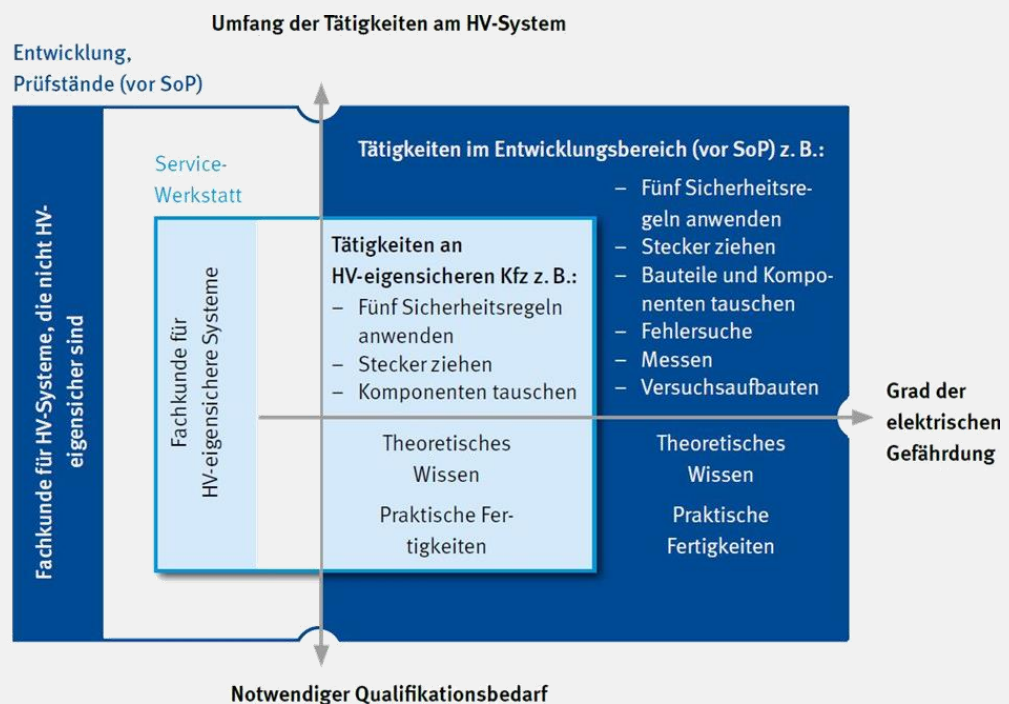 Umfang der Tätigkeiten am HV-System
Entwicklung,
Prüfstände (vor SoP)
Fachkunde für HV-Systeme, die nicht HV-
eigensicher sind
Service-
Werkstatt
Fachkunde für
HV-eigensichere Systeme
Tätigkeiten an
HV-eigensicheren Kfz z. B.:
– Fünf Sicherheitsregeln
anwenden
– Stecker ziehen
– Komponenten tauschen
Theoretisches
Wissen
Praktische Fer-
tigkeiten
Tätigkeiten im Entwicklungsbereich (vor SoP) z. B.:
– Fünf Sicherheitsre-
geln anwenden
– Stecker ziehen
– Bauteile und Kompo-
nenten tauschen
– Fehlersuche
– Messen
– Versuchsaufbauten
Theoretisches
Wissen
Praktische
Fertigkeiten
Grad der
elektrischen
Gefährdung
Notwendiger Qualifikationsbedarf